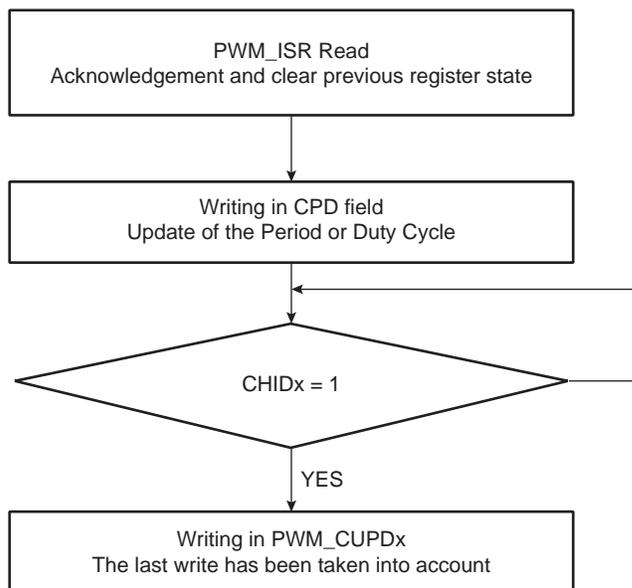 PWM_ISR Read
Acknowledgement and clear previous register state
Writing in CPD field
Update of the Period or Duty Cycle
CHIDx = 1
YES
Writing in PWM_CUPDx
The last write has been taken into account